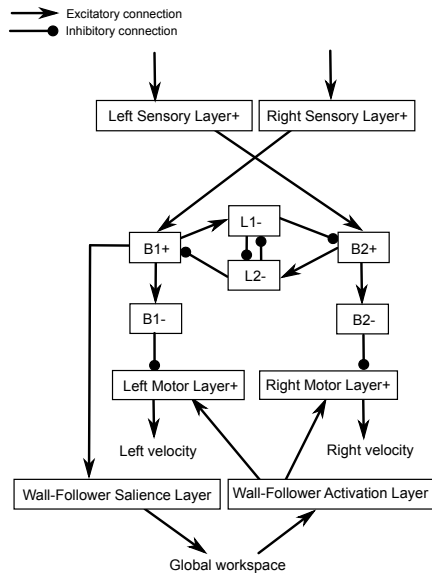 Excitatory connection
Inhibitory connection
Left Sensory Layer+ Right Sensory Layer+
L1-
B1+ B2+
L2-
B1- B2-
Left Motor Layer+ Right Motor Layer+
Left velocity Right velocity
Wall-Follower Salience Layer Wall-Follower Activation Layer
Global workspace